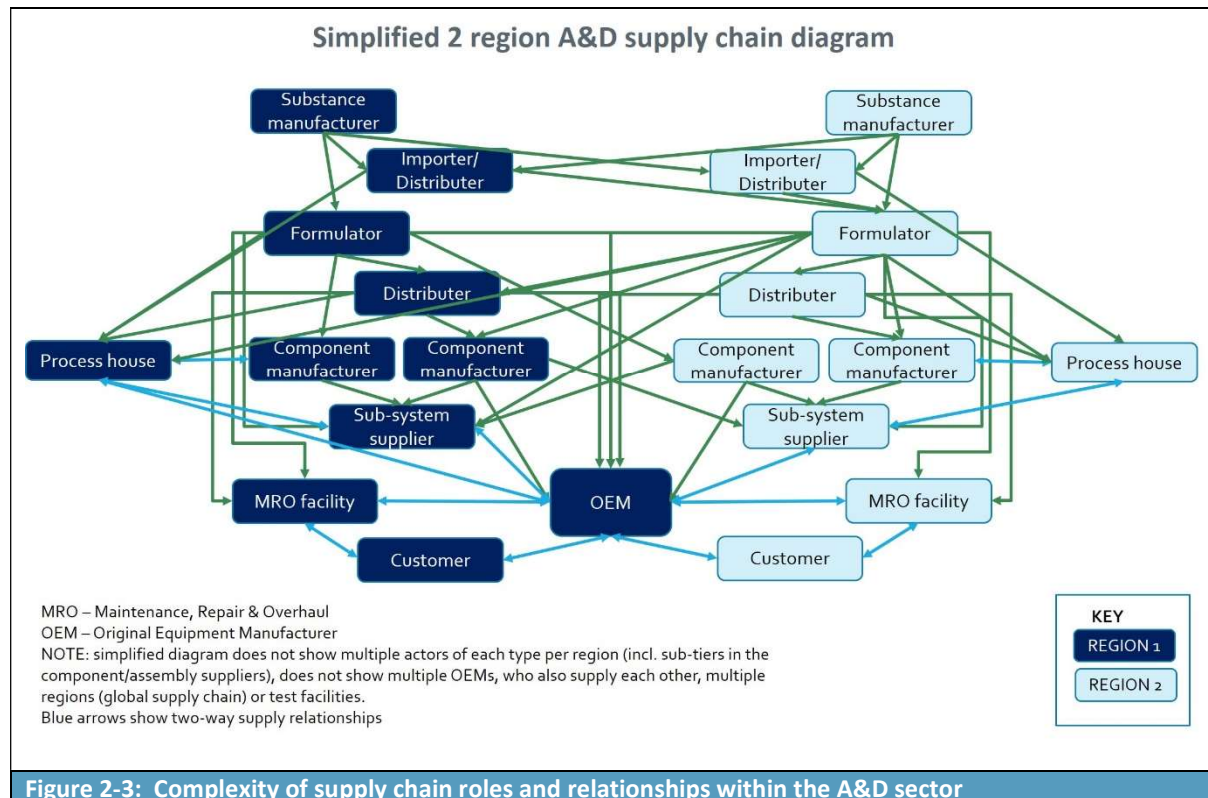 Simplified 2 region A&D supply chain diagram
Substance
manufacturer
Substance
manufacturer
Importer/
Distributer
Importer/
Distributer
Formulator
Formulator
Distributer
Distributer
Process house
Component
manufacturer
Component
manufacturer
Component
manufacturer
Component
manufacturer
Process house
Sub-system
supplier
Sub-system
supplier
MRO facility
OEM
MRO facility
Customer
Customer
MRO – Maintenance, Repair & Overhaul
OEM – Original Equipment Manufacturer
NOTE: simplified diagram does not show multiple actors of each type per region (incl. sub-tiers in the
component/assembly suppliers), does not show multiple OEMs, who also supply each other, multiple
regions (global supply chain) or test facilities.
Blue arrows show two-way supply relationships
KEY
REGION 1
REGION 2
Figure 2-3: Complexity of supply chain roles and relationships within the A&D sector